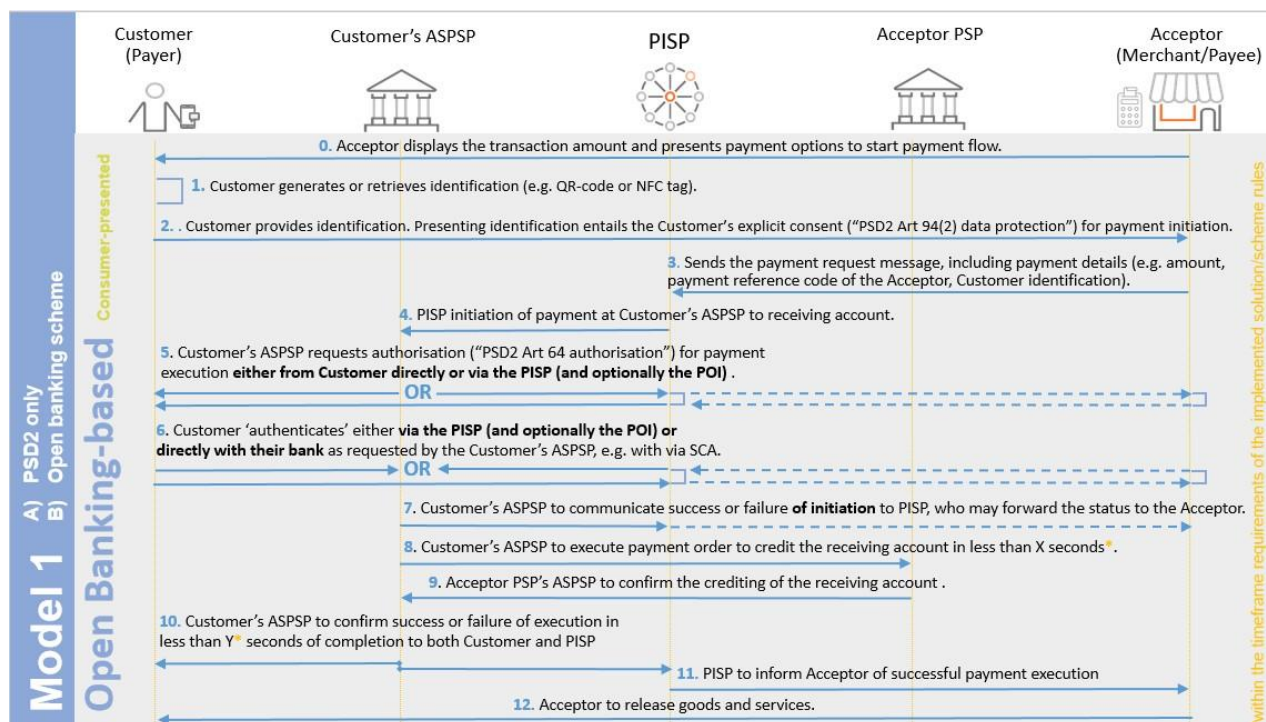 Customer
(Payer)
Customer's ASPSP
PISP
Acceptor PSP
Acceptor
(Merchant/Payee)
Model 1
A) PSD2 only
B) Open banking scheme
Open Banking-based
Consumer-presented
0. Acceptor displays the transaction amount and presents payment options to start payment flow.
1. Customer generates or retrieves identification (e.g. QR-code or NFC tag).
2. . Customer provides identification. Presenting identification entails the Customer's explicit consent ("PSD2 Art 94(2) data protection") for payment initiation.
3. Sends the payment request message, including payment details (e.g. amount,
payment reference code of the Acceptor, Customer identification).
4. PISP initiation of payment at Customer's ASPSP to receiving account.
5. Customer's ASPSP requests authorisation ("PSD2 Art 64 authorisation") for payment
execution either from Customer directly or via the PISP (and optionally the POI) .
OR
6. Customer 'authenticates' either via the PISP (and optionally the POI) or
directly with their bank as requested by the Customer's ASPSP, e.g. with via SCA.
OR
7. Customer's ASPSP to communicate success or failure of initiation to PISP, who may forward the status to the Acceptor.
8. Customer's ASPSP to execute payment order to credit the receiving account in less than X seconds*.
9. Acceptor PSP's ASPSP to confirm the crediting of the receiving account .
10. Customer's ASPSP to confirm success or failure of execution in
less than Y* seconds of completion to both Customer and PISP
11. PISP to inform Acceptor of successful payment execution
12. Acceptor to release goods and services.
within the timeframe requirements of the implemented solution/scheme rules